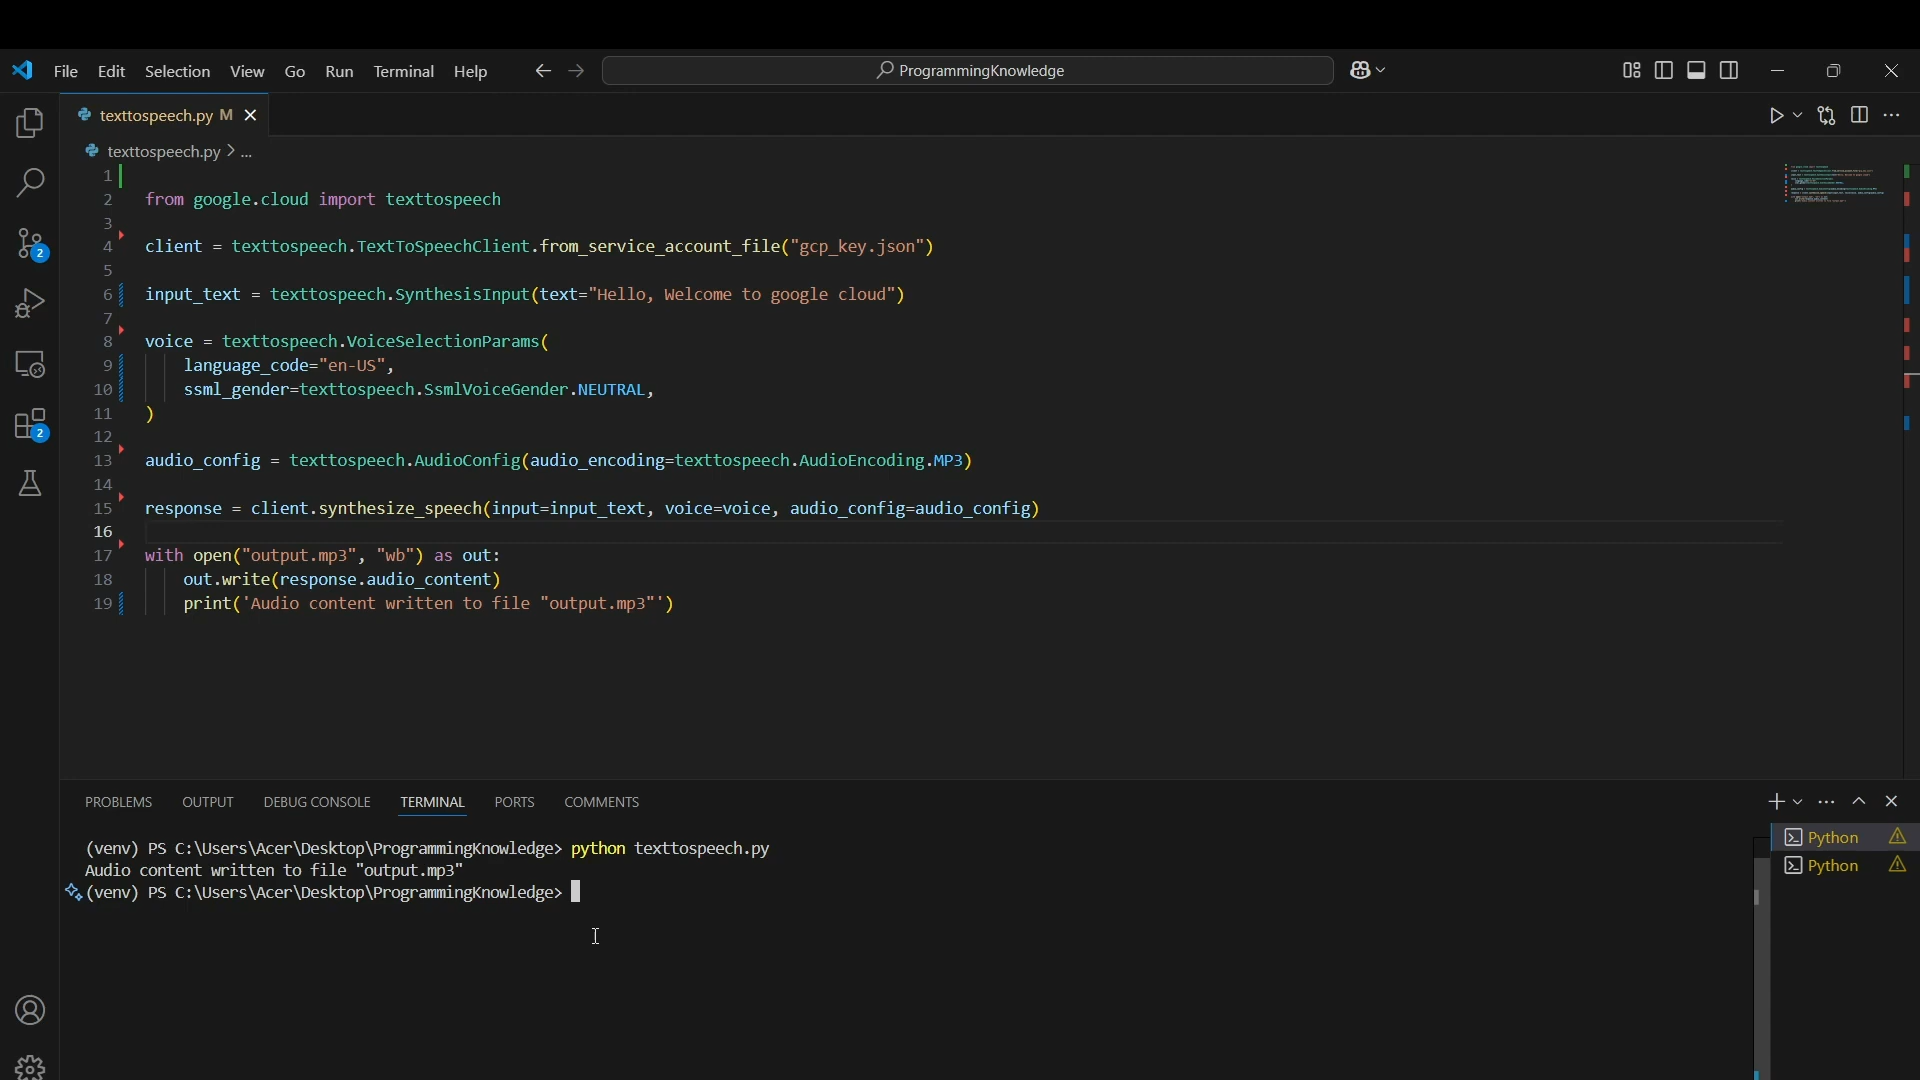 File Edit Selection View Go Run Terminal Help
ProgrammingKnowledge
texttospeech.py M
texttospeech.py > ...
1
2 from google.cloud import texttospeech
3
4 client = texttospeech.TextToSpeechClient.from_service_account_file("gcp_key.json")
5
6 input_text = texttospeech.SynthesisInput(text="Hello, Welcome to google cloud")
7
8 voice = texttospeech.VoiceSelectionParams(
9 language_code="en-US",
10 ssml_gender=texttospeech.SsmlVoiceGender.NEUTRAL,
11 )
12
13 audio_config = texttospeech.AudioConfig(audio_encoding=texttospeech.AudioEncoding.MP3)
14
15 response = client.synthesize_speech(input=input_text, voice=voice, audio_config=audio_config)
16
17 with open("output.mp3", "wb") as out:
18 out.write(response.audio_content)
19 print('Audio content written to file "output.mp3"')
2
2
PROBLEMS OUTPUT DEBUG CONSOLE TERMINAL PORTS COMMENTS
(venv) PS C:\Users\Acer\Desktop\ProgrammingKnowledge> python texttospeech.py
Audio content written to file "output.mp3"
(venv) PS C:\Users\Acer\Desktop\ProgrammingKnowledge>
Python
Python